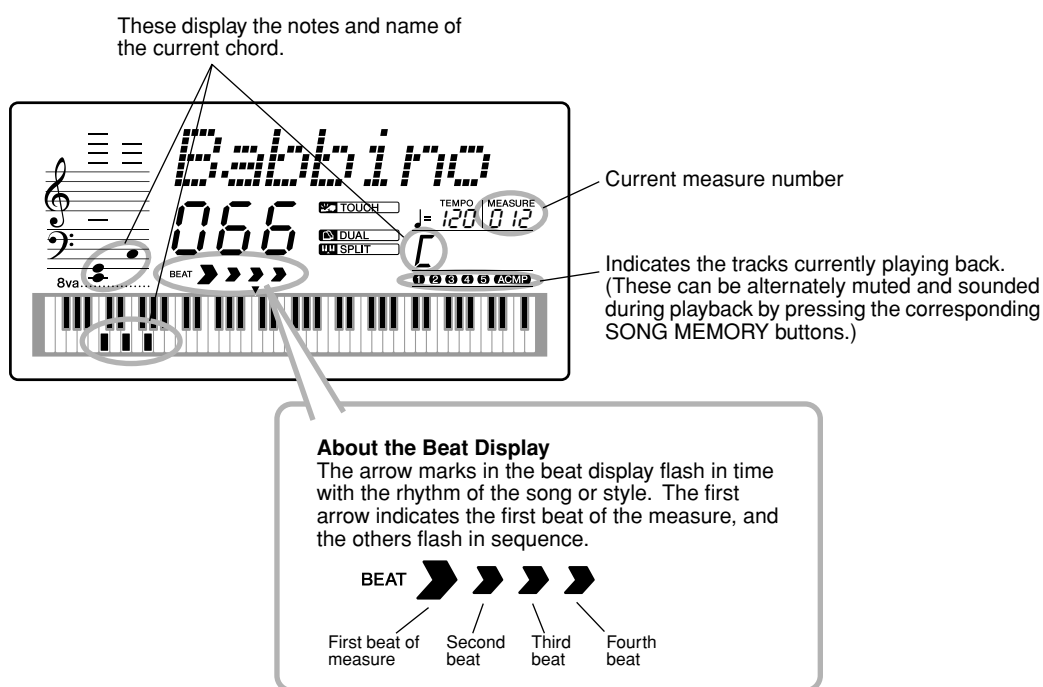 These display the notes and name of
the current chord.
Babbino
066
TOUCH
DUAL
SPLIT
TEMPO MEASURE
120 012
C
BEAT
1 2 3 4 5 ACMP
8va
Current measure number
Indicates the tracks currently playing back.
(These can be alternately muted and sounded
during playback by pressing the corresponding
SONG MEMORY buttons.)
About the Beat Display
The arrow marks in the beat display flash in time
with the rhythm of the song or style. The first
arrow indicates the first beat of the measure, and
the others flash in sequence.
BEAT
First beat of
measure
Second
beat
Third
beat
Fourth
beat